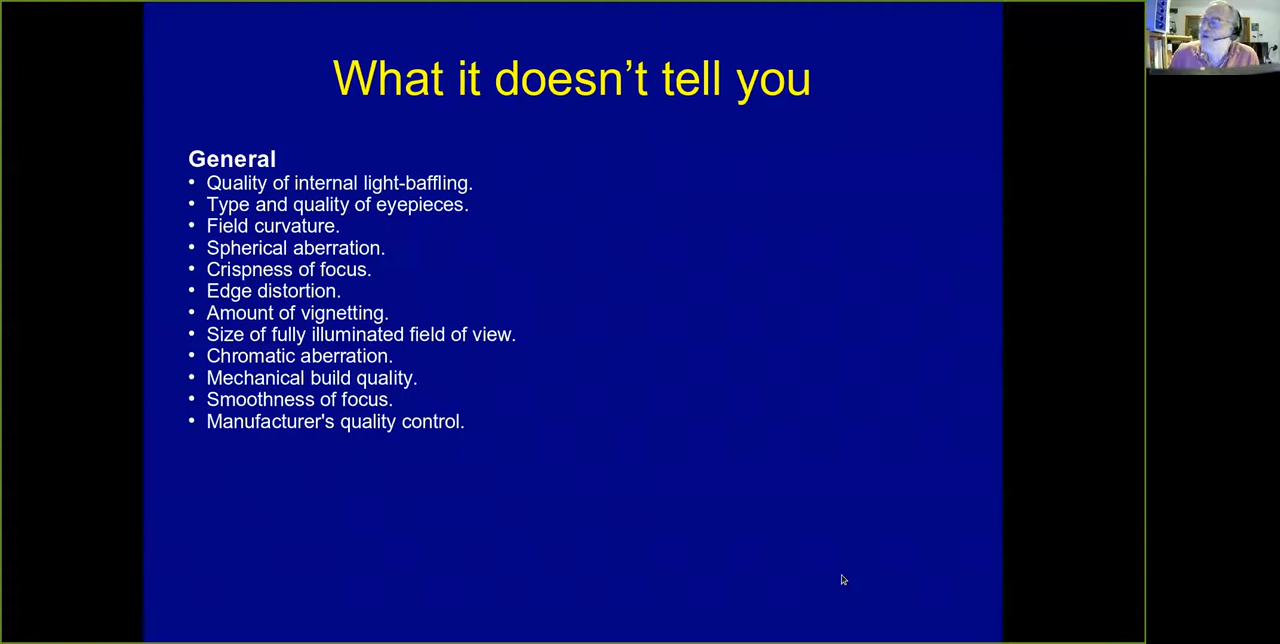 What it doesn’t tell you
General
• Quality of internal light-baffling.
• Type and quality of eyepieces.
• Field curvature.
• Spherical aberration.
• Crispness of focus.
• Edge distortion.
• Amount of vignetting.
• Size of fully illuminated field of view.
• Chromatic aberration.
• Mechanical build quality.
• Smoothness of focus.
• Manufacturer's quality control.